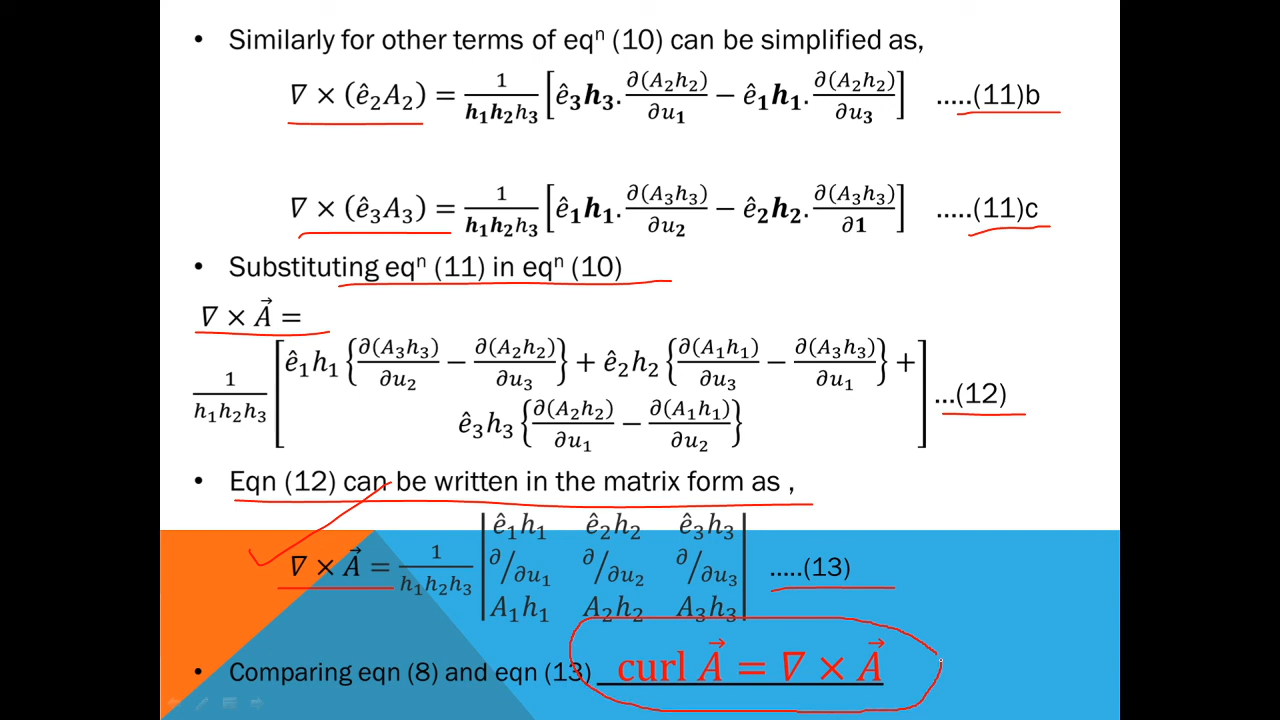 • Similarly for other terms of eqⁿ (10) can be simplified as,
∇ × (ê₂A₂) = 1/(h₁h₂h₃) [ê₃h₃. ∂(A₂h₂)/∂u₁ − ê₁h₁. ∂(A₂h₂)/∂u₃] .....(11)b
∇ × (ê₃A₃) = 1/(h₁h₂h₃) [ê₁h₁. ∂(A₃h₃)/∂u₂ − ê₂h₂. ∂(A₃h₃)/∂1] .....(11)c
• Substituting eqⁿ (11) in eqⁿ (10)
∇ × A⃗ =
1/(h₁h₂h₃) [ê₁h₁ {∂(A₃h₃)/∂u₂ − ∂(A₂h₂)/∂u₃} + ê₂h₂ {∂(A₁h₁)/∂u₃ − ∂(A₃h₃)/∂u₁} +
ê₃h₃ {∂(A₂h₂)/∂u₁ − ∂(A₁h₁)/∂u₂}] ...(12)
• Eqn (12) can be written in the matrix form as ,
ê₁h₁ ê₂h₂ ê₃h₃
∇ × A⃗ = 1/(h₁h₂h₃) | ∂/∂u₁ ∂/∂u₂ ∂/∂u₃ | .....(13)
A₁h₁ A₂h₂ A₃h₃
• Comparing eqn (8) and eqn (13) curl A⃗ = ∇ × A⃗